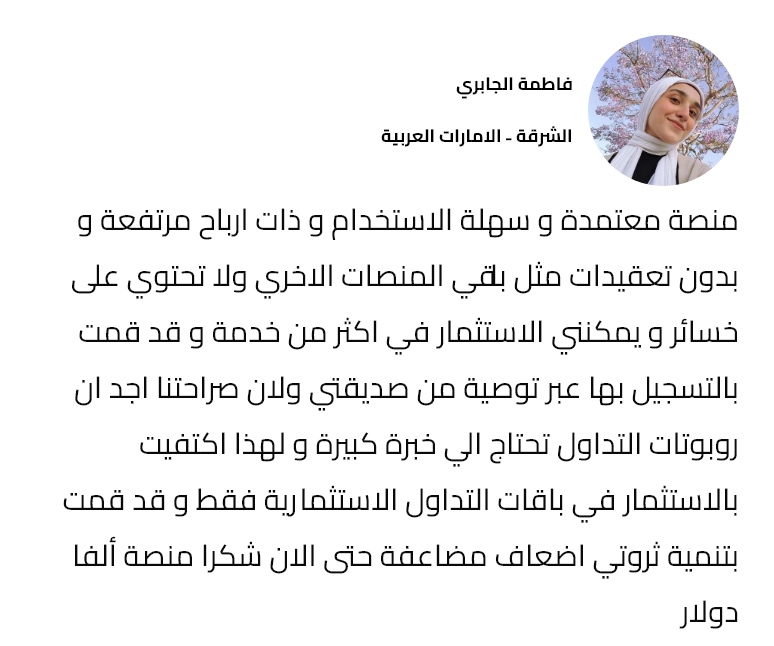 فاطمة الجابري
الشرقة - الامارات العربية
منصة معتمدة و سهلة الاستخدام و ذات ارباح مرتفعة و
بدون تعقيدات مثل باقي المنصات الاخري ولا تحتوي على
خسائر و يمكنني الاستثمار في اكثر من خدمة و قد قمت
بالتسجيل بها عبر توصية من صديقتي ولان صراحتنا اجد ان
روبوتات التداول تحتاج الي خبرة كبيرة و لهذا اكتفيت
بالاستثمار في باقات التداول الاستثمارية فقط و قد قمت
بتنمية ثروتي اضعاف مضاعفة حتى الان شكرا منصة ألفا
دولار